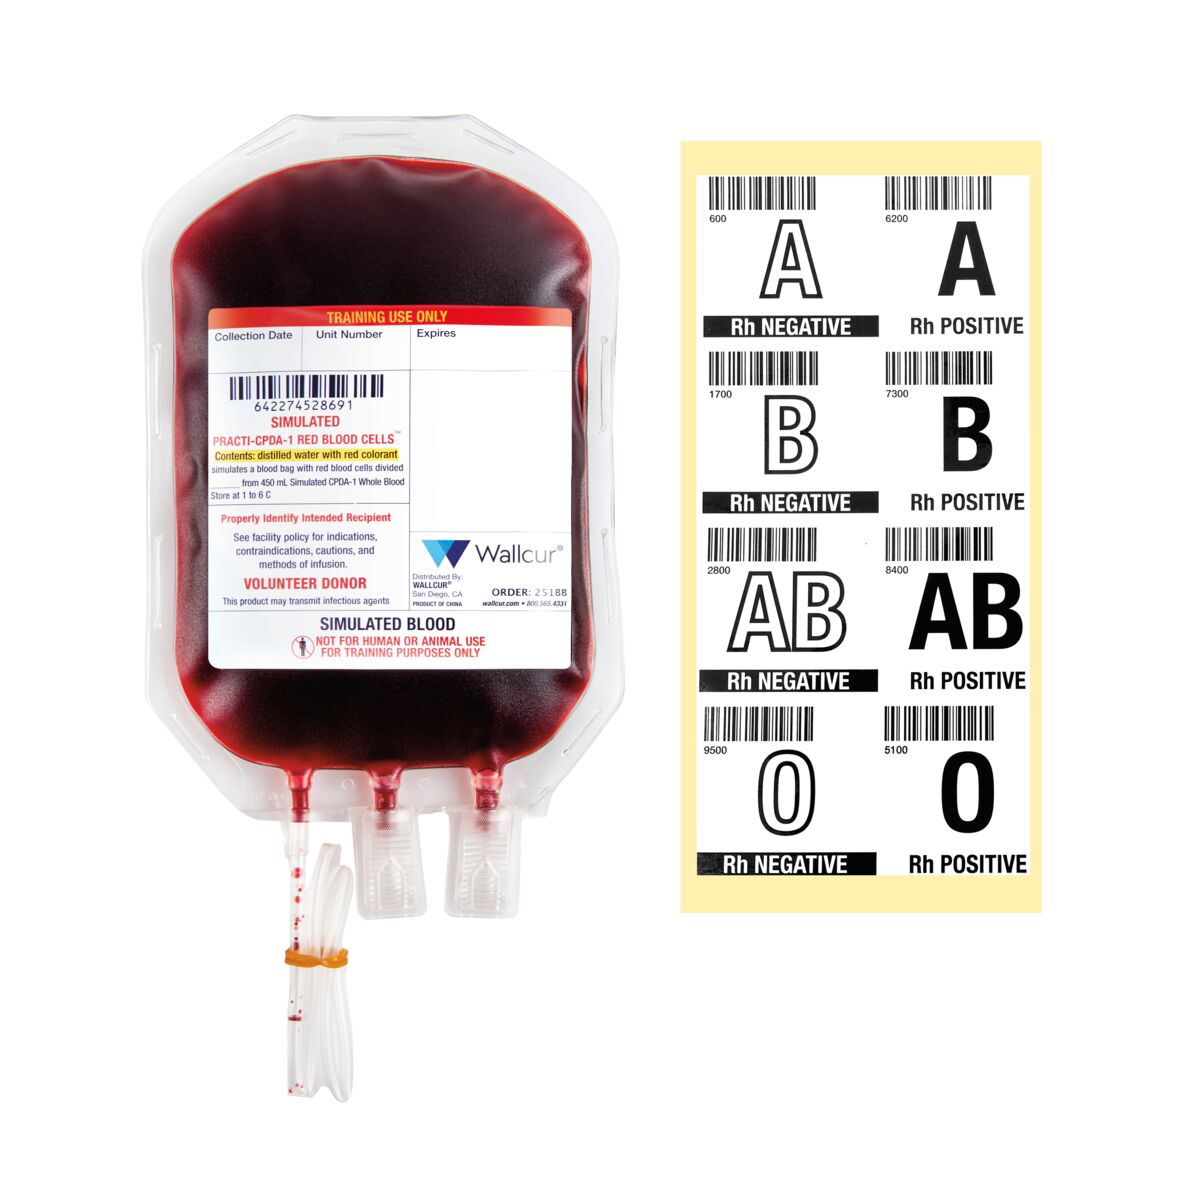 TRAINING USE ONLY
Collection Date
Unit Number
Expires
642274528691
SIMULATED
PRACTI-CPDA-1 RED BLOOD CELLS™
Contents: distilled water with red colorant
simulates a blood bag with red blood cells divided
_____ from 450 mL Simulated CPDA-1 Whole Blood
Store at 1 to 6 C
Properly Identify Intended Recipient
See facility policy for indications,
contraindications, cautions, and
methods of infusion.
VOLUNTEER DONOR
This product may transmit infectious agents
Wallcur®
Distributed By:
WALLCUR®
San Diego, CA
PRODUCT OF CHINA
ORDER: 251BB
wallcur.com • 800.565.4331
SIMULATED BLOOD
NOT FOR HUMAN OR ANIMAL USE
FOR TRAINING PURPOSES ONLY
600
A
Rh NEGATIVE
6200
A
Rh POSITIVE
1700
B
Rh NEGATIVE
7300
B
Rh POSITIVE
2800
AB
Rh NEGATIVE
8400
AB
Rh POSITIVE
9500
O
Rh NEGATIVE
5100
O
Rh POSITIVE